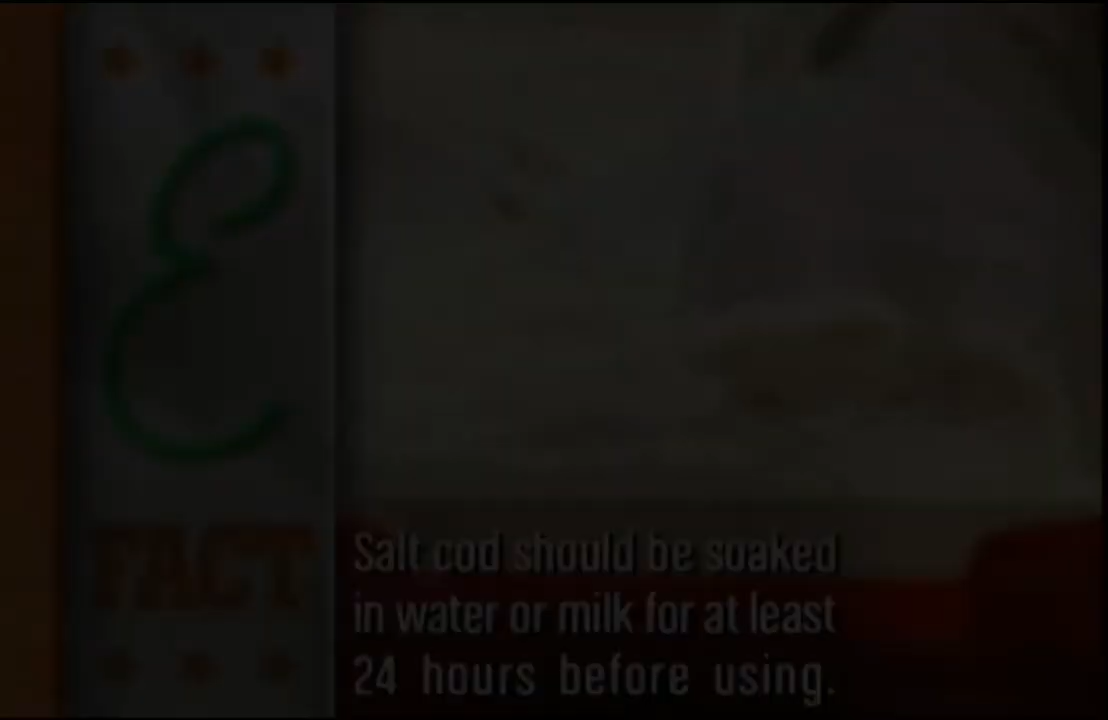 E
FACT
Salt cod should be soaked
in water or milk for at least
24 hours before using.